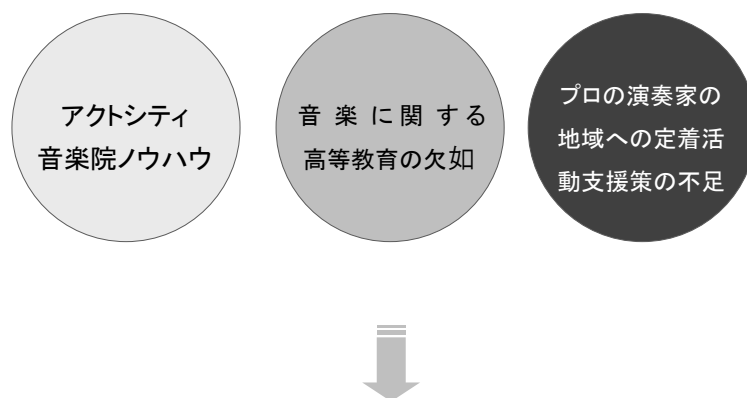 アクトシティ
音楽院ノウハウ
音楽に関する
高等教育の欠如
プロの演奏家の
地域への定着活
動支援策の不足